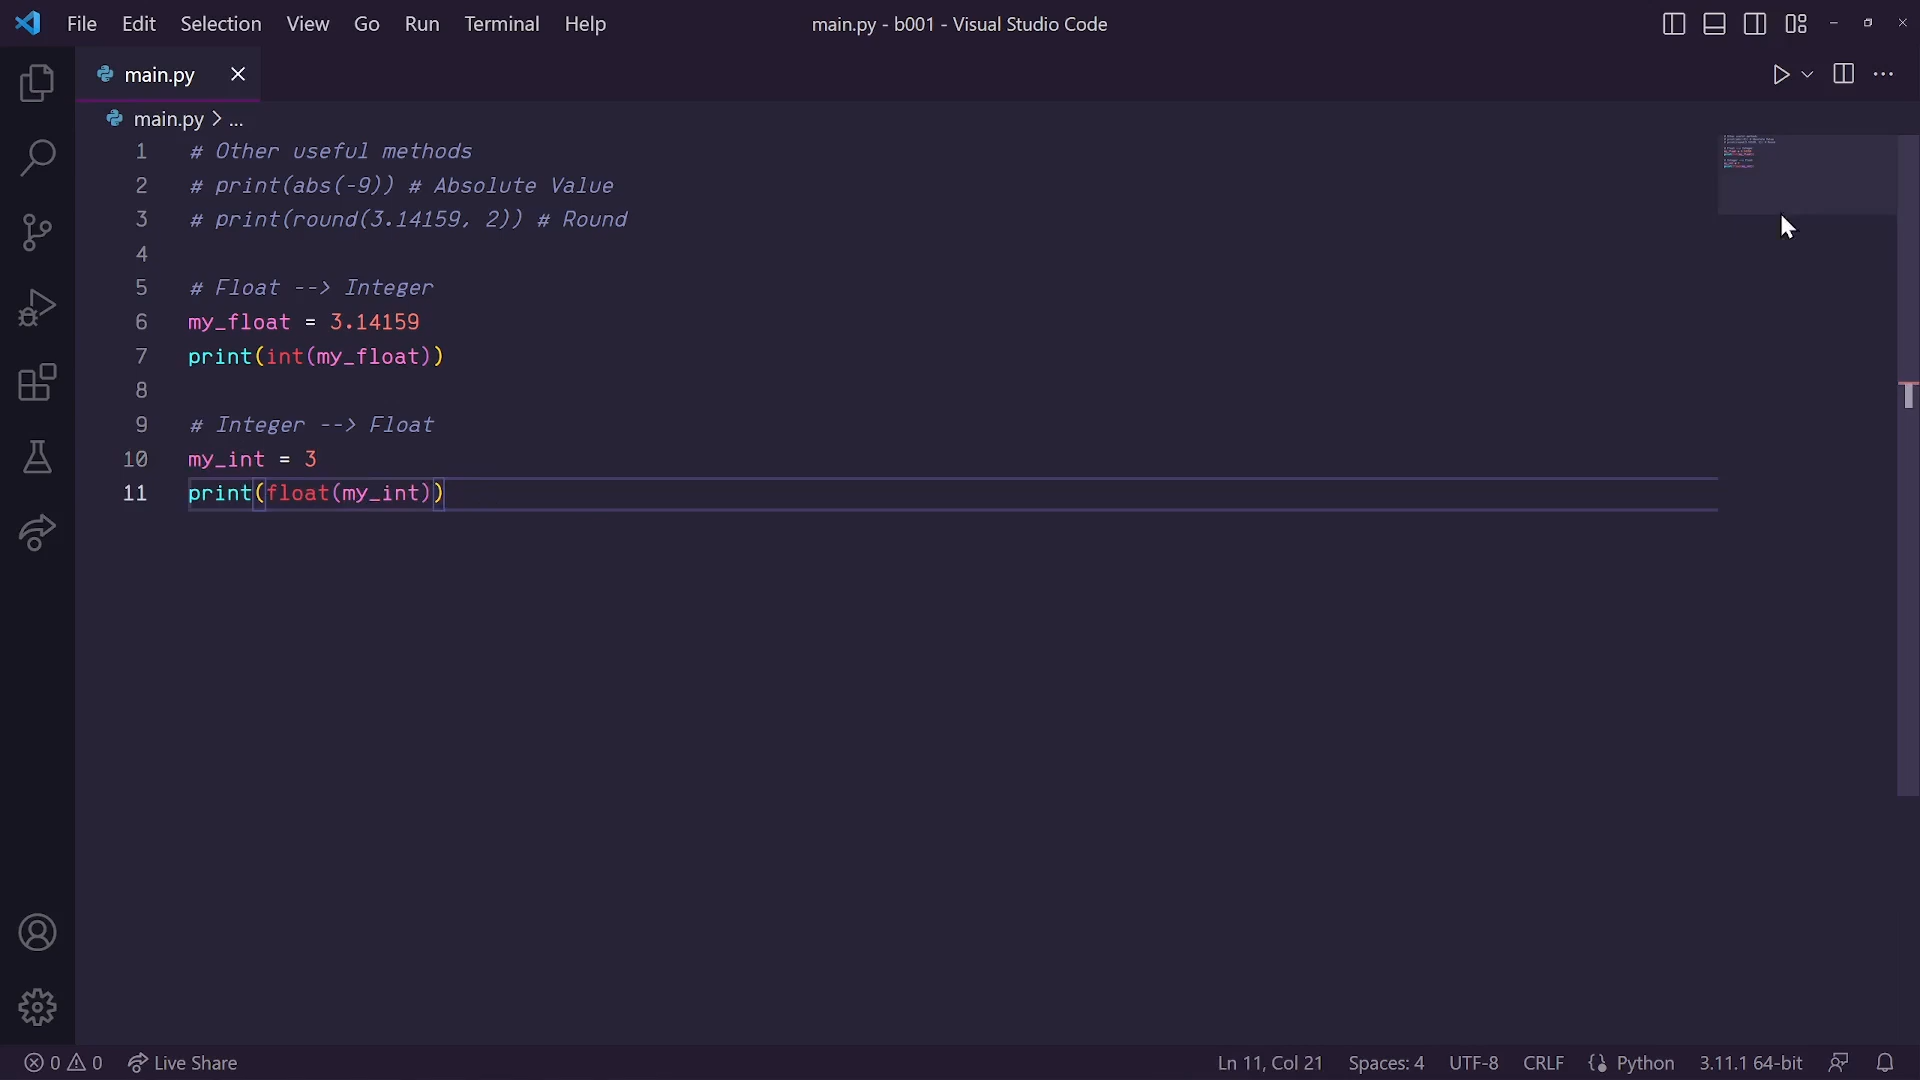 File Edit Selection View Go Run Terminal Help main.py - b001 - Visual Studio Code
main.py
main.py > ...
1 # Other useful methods
2 # print(abs(-9)) # Absolute Value
3 # print(round(3.14159, 2)) # Round
4
5 # Float --> Integer
6 my_float = 3.14159
7 print(int(my_float))
8
9 # Integer --> Float
10 my_int = 3
11 print(float(my_int))
0 0 Live Share Ln 11, Col 21 Spaces: 4 UTF-8 CRLF Python 3.11.1 64-bit